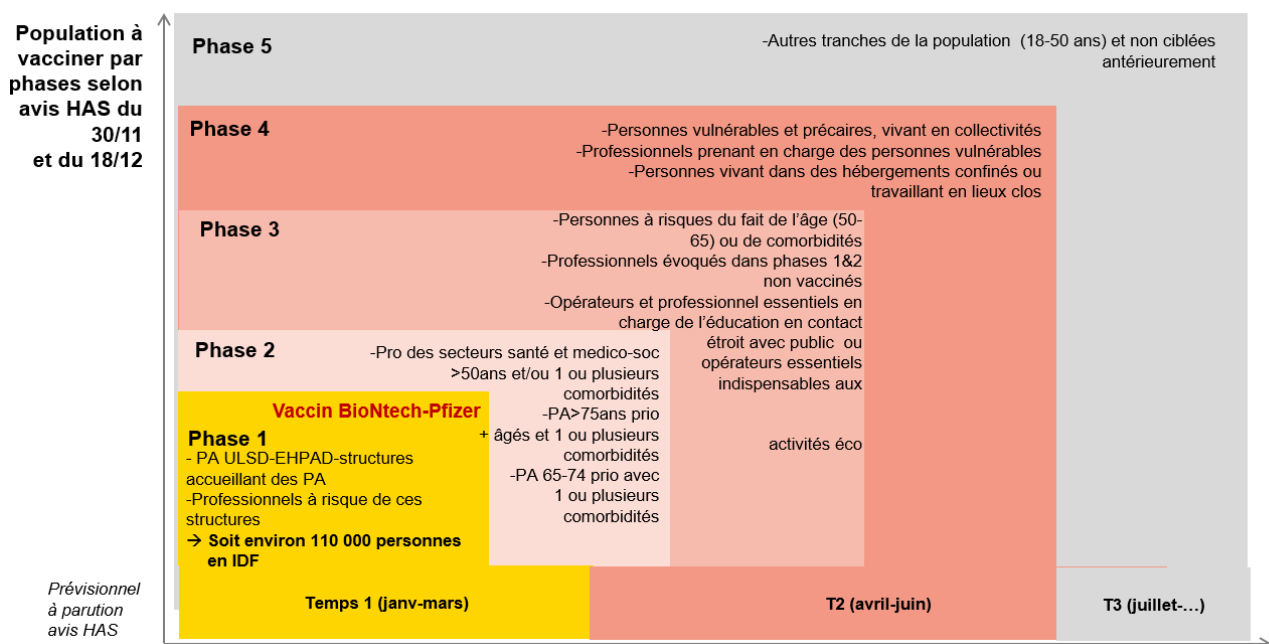 Population à
vacciner par
phases selon
avis HAS du
30/11
et du 18/12
Phase 5
-Autres tranches de la population (18-50 ans) et non ciblées
antérieurement
Phase 4
-Personnes vulnérables et précaires, vivant en collectivités
-Professionnels prenant en charge des personnes vulnérables
-Personnes vivant dans des hébergements confinés ou
travaillant en lieux clos
Phase 3
-Personnes à risques du fait de l’âge (50-
65) ou de comorbidités
-Professionnels évoqués dans phases 1&2
non vaccinés
-Opérateurs et professionnel essentiels en
charge de l’éducation en contact
étroit avec public ou
opérateurs essentiels
indispensables aux
activités éco
Phase 2
-Pro des secteurs santé et medico-soc
>50ans et/ou 1 ou plusieurs
comorbidités
-PA>75ans prio
+ âgés et 1 ou plusieurs
comorbidités
-PA 65-74 prio avec
1 ou plusieurs
comorbidités
Vaccin BioNtech-Pfizer
Phase 1
- PA ULSD-EHPAD-structures
accueillant des PA
-Professionnels à risque de ces
structures
→ Soit environ 110 000 personnes
en IDF
Prévisionnel
à parution
avis HAS
Temps 1 (janv-mars)
T2 (avril-juin)
T3 (juillet-...)